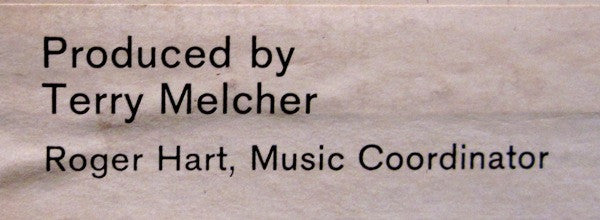 Produced by
Terry Melcher
Roger Hart, Music Coordinator